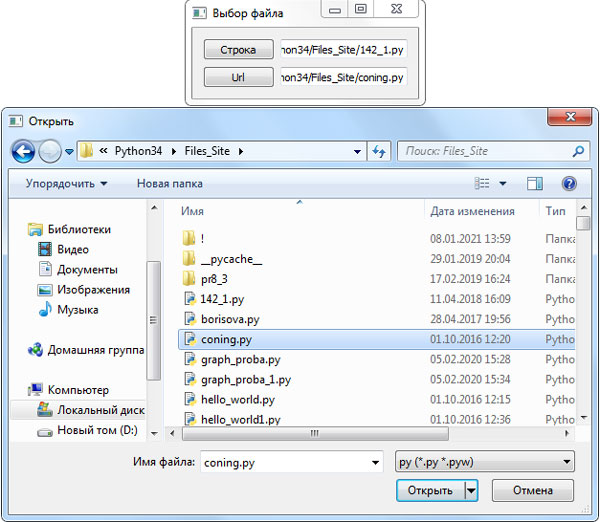 Выбор файла
Строка hon34/Files_Site/142_1.py
Url hon34/Files_Site/coning.py
Открыть
« Python34 Files_Site Поиск: Files_Site
Упорядочить Новая папка
Имя Дата изменения Тип
Библиотеки
Видео
Документы
Изображения
Музыка
Домашняя группа
Компьютер
Локальный диск
Новый том (D:)
! 08.01.2021 13:59 Папка
__pycache__ 29.01.2019 20:04 Папка
pr8_3 17.02.2019 16:24 Папка
142_1.py 11.04.2018 16:09 Pytho
borisova.py 28.04.2017 19:56 Pytho
coning.py 01.10.2016 12:20 Pytho
graph_proba.py 05.02.2020 15:28 Pytho
graph_proba_1.py 05.02.2020 15:34 Pytho
hello_world.py 01.10.2016 12:15 Pytho
hello_world1.py 01.10.2016 12:36 Pytho
Имя файла: coning.py py (*.py *.pyw)
Открыть Отмена